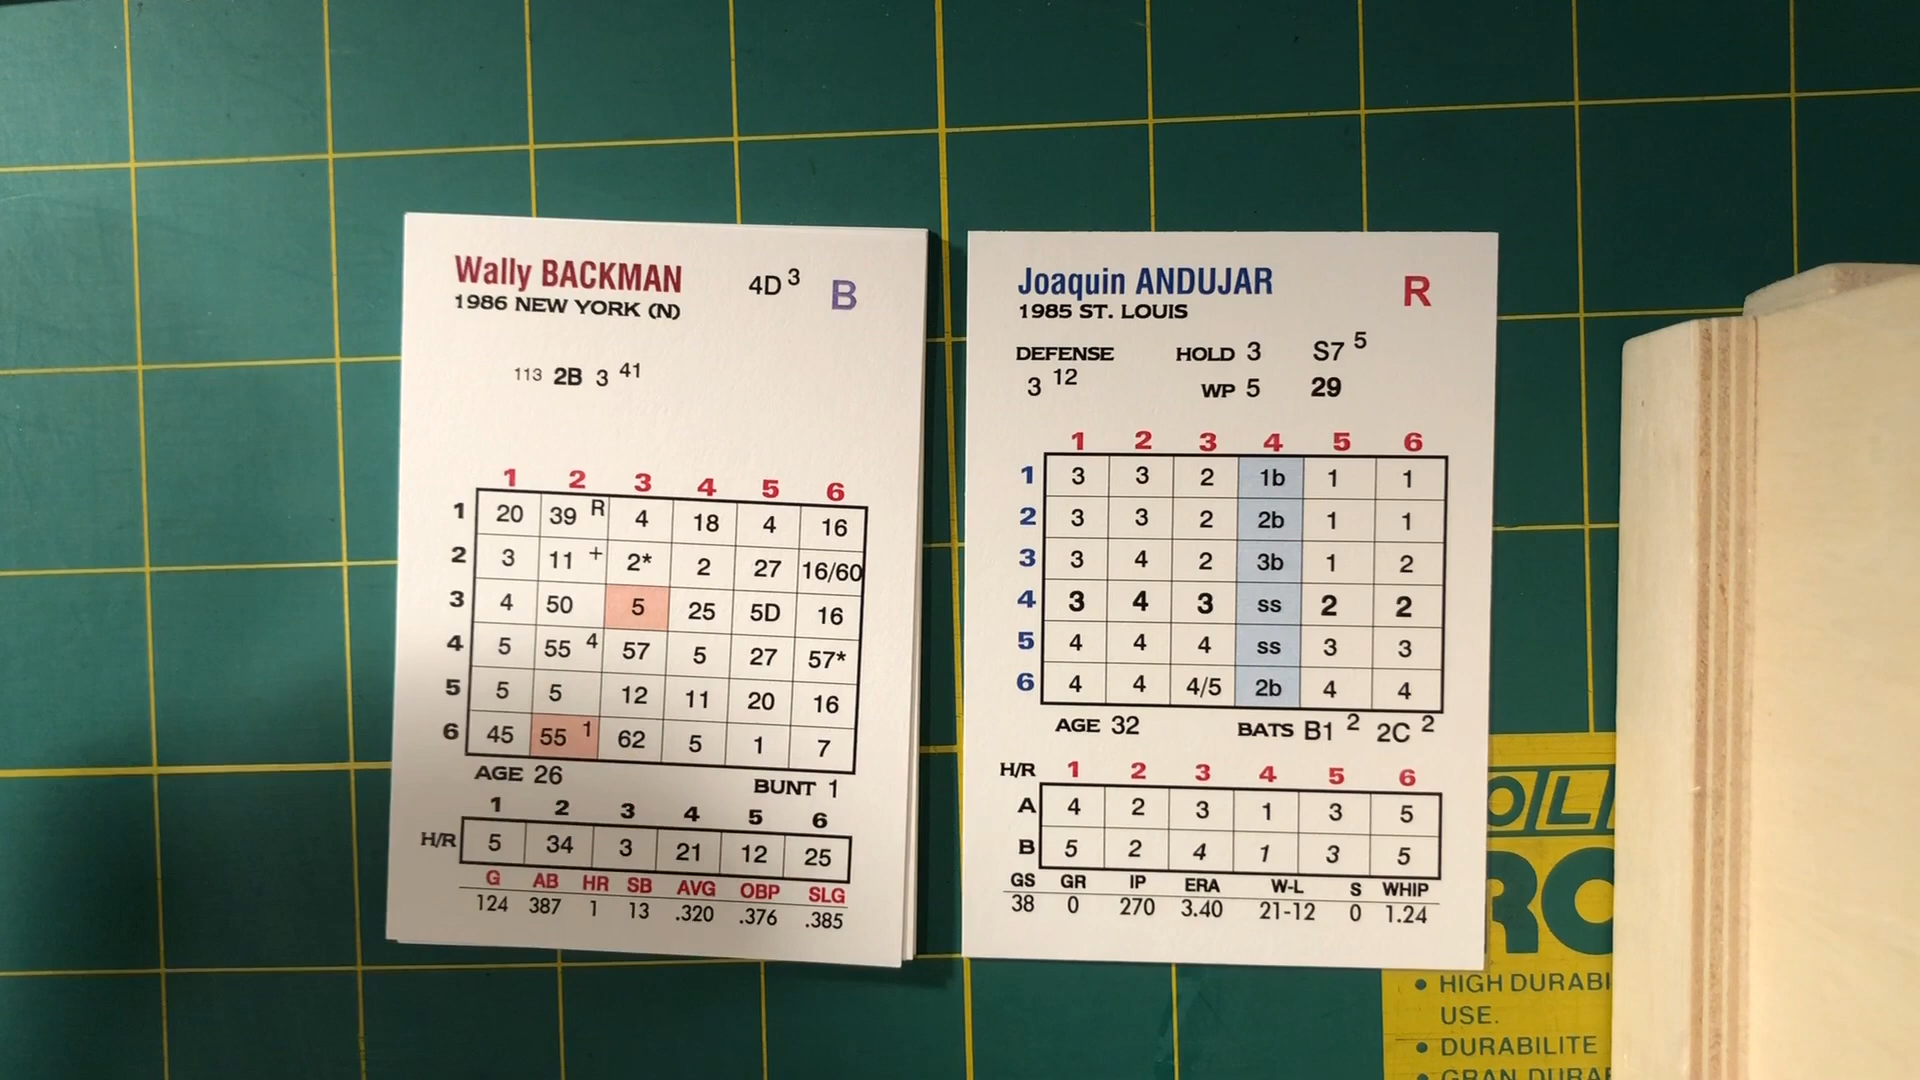 Wally BACKMAN 4D 3 B
1986 NEW YORK (N)
113 2B 3 41
1 2 3 4 5 6
1 20 39 R 4 18 4 16
2 3 11 + 2* 2 27 16/60
3 4 50 5 25 5D 16
4 5 55 4 57 5 27 57*
5 5 5 12 11 20 16
6 45 55 1 62 5 1 7
AGE 26 BUNT 1
1 2 3 4 5 6
H/R 5 34 3 21 12 25
G AB HR SB AVG OBP SLG
124 387 1 13 .320 .376 .385
Joaquin ANDUJAR R
1985 ST. LOUIS
DEFENSE HOLD 3 S7 5
3 12 WP 5 29
1 2 3 4 5 6
1 3 3 2 1b 1 1
2 3 3 2 2b 1 1
3 3 4 2 3b 1 2
4 3 4 3 ss 2 2
5 4 4 4 ss 3 3
6 4 4 4/5 2b 4 4
AGE 32 BATS B1 2 2C 2
H/R 1 2 3 4 5 6
A 4 2 3 1 3 5
B 5 2 4 1 3 5
GS GR IP ERA W-L S WHIP
38 0 270 3.40 21-12 0 1.24
• HIGH
USE.
• DURABILITE